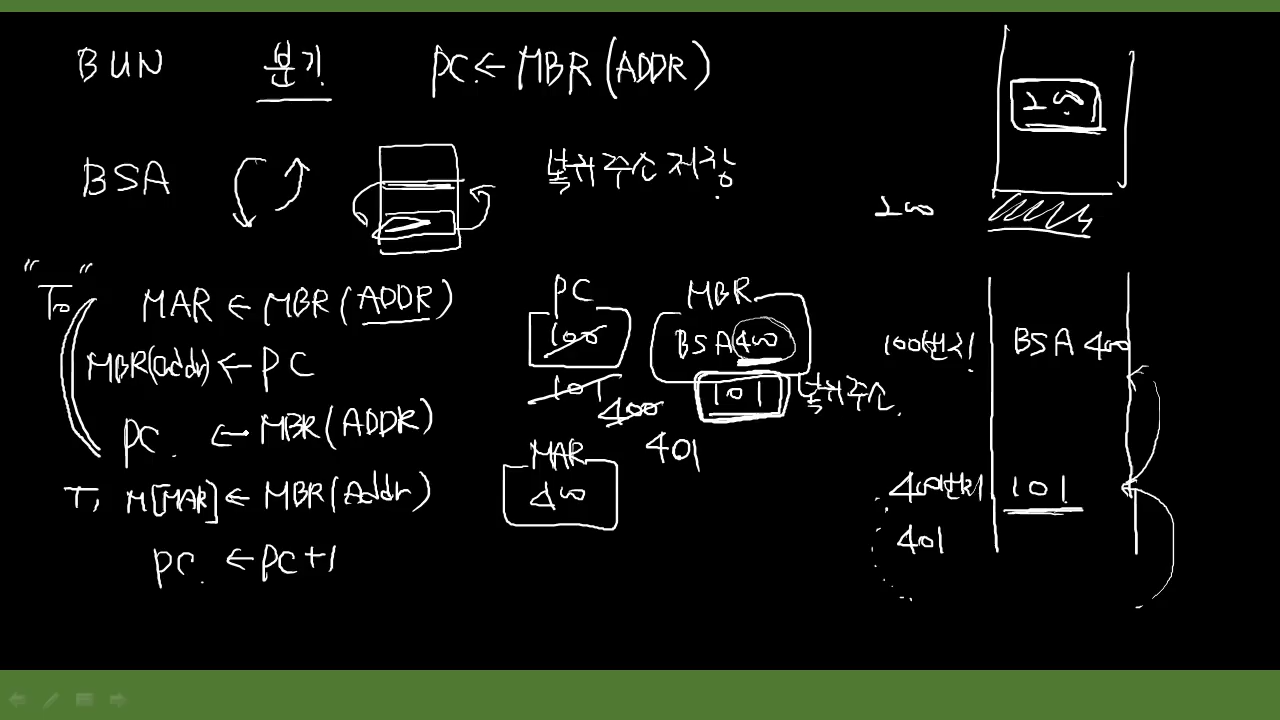 BUN 분기 PC ← MBR(ADDR)
200
BSA 복귀주소저장
200
"To"
MAR ← MBR(ADDR)
MBR(addr) ← PC
PC ← MBR(ADDR)
T1 M[MAR] ← MBR(Addr)
PC ← PC+1
PC
100
101
400
401
MBR
BSA 400
101 복귀주소
MAR
400
100번지 BSA 400
400번지 101
401